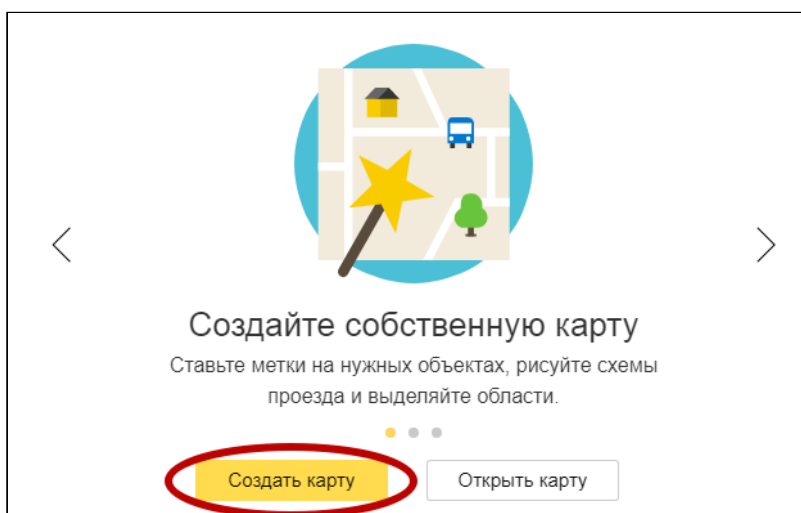 Создайте собственную карту
Ставьте метки на нужных объектах, рисуйте схемы
проезда и выделяйте области.
Создать карту
Открыть карту